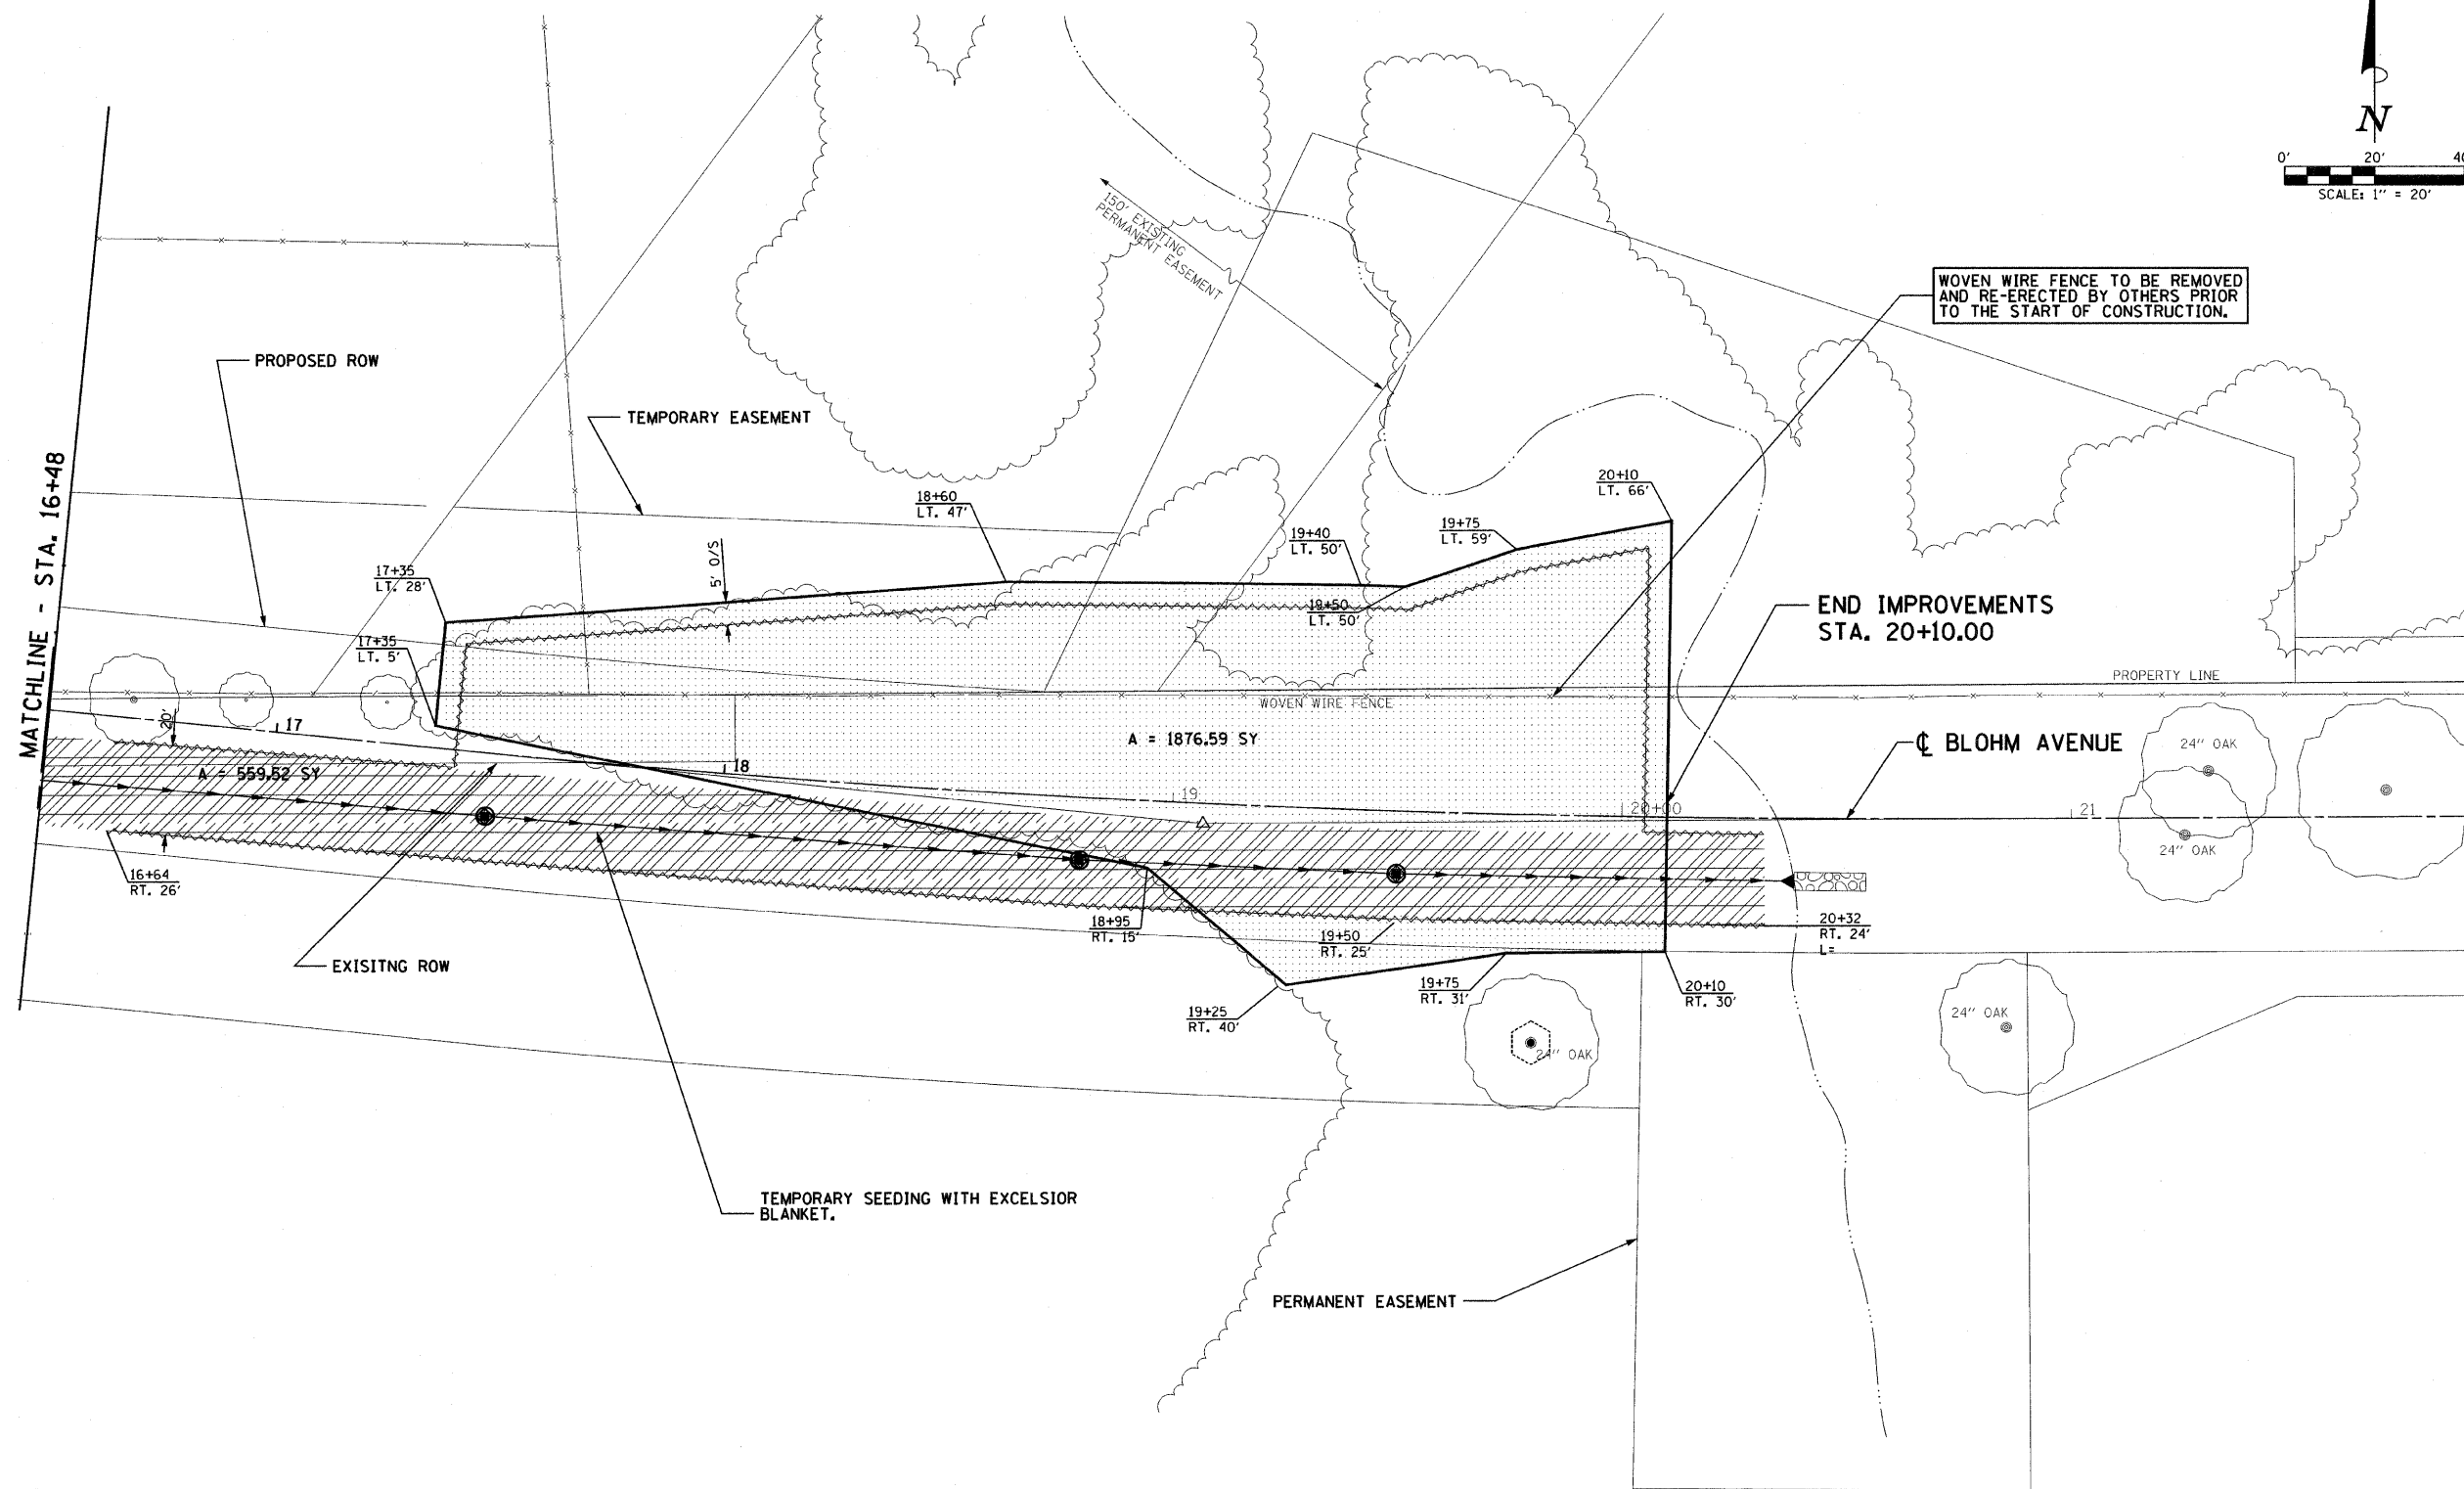 N
0' 20' 40
SCALE: 1" = 20'
150' EXISTING
PERMANENT EASEMENT
WOVEN WIRE FENCE TO BE REMOVED
AND RE-ERECTED BY OTHERS PRIOR
TO THE START OF CONSTRUCTION.
PROPOSED ROW
TEMPORARY EASEMENT
MATCHLINE - STA. 16+48
18+60
LT. 47'
20+10
LT. 66'
19+75
LT. 59'
19+40
LT. 50'
5' O/S
17+35
LT. 28'
19+50
LT. 50'
END IMPROVEMENTS
STA. 20+10.00
17+35
LT. 5'
PROPERTY LINE
WOVEN WIRE FENCE
20'
17
A = 1876.59 SY
℄ BLOHM AVENUE
24" OAK
A = 559.52 SY
18
19
20+00
21
24" OAK
16+64
RT. 26'
18+95
RT. 15'
19+50
RT. 25'
20+32
RT. 24'
L=
EXISITNG ROW
19+75
RT. 31'
20+10
RT. 30'
19+25
RT. 40'
24" OAK
24" OAK
TEMPORARY SEEDING WITH EXCELSIOR
BLANKET.
PERMANENT EASEMENT